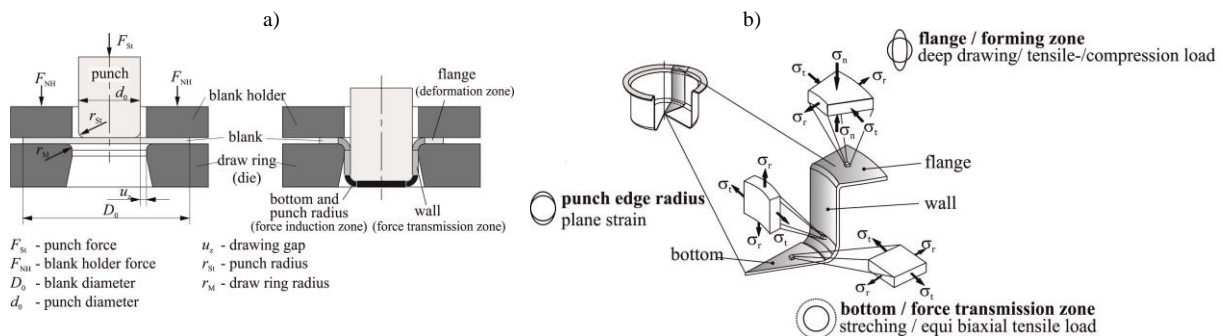 a)
F_St
punch
F_NH
d_0
F_NH
blank holder
r_St
blank
r_M
draw ring
(die)
u_z
D_0
flange
(deformation zone)
bottom and
punch radius
(force induction zone)
wall
(force transmission zone)
F_St - punch force
F_NH - blank holder force
D_0 - blank diameter
d_0 - punch diameter
u_z - drawing gap
r_St - punch radius
r_M - draw ring radius
b)
flange / forming zone
deep drawing/ tensile-/compression load
σ_t
σ_n
σ_r
σ_r
σ_n
σ_t
flange
wall
punch edge radius
plane strain
σ_r
σ_t
σ_r
σ_t
bottom
σ_t
σ_r
σ_r
σ_t
bottom / force transmission zone
streching / equi biaxial tensile load